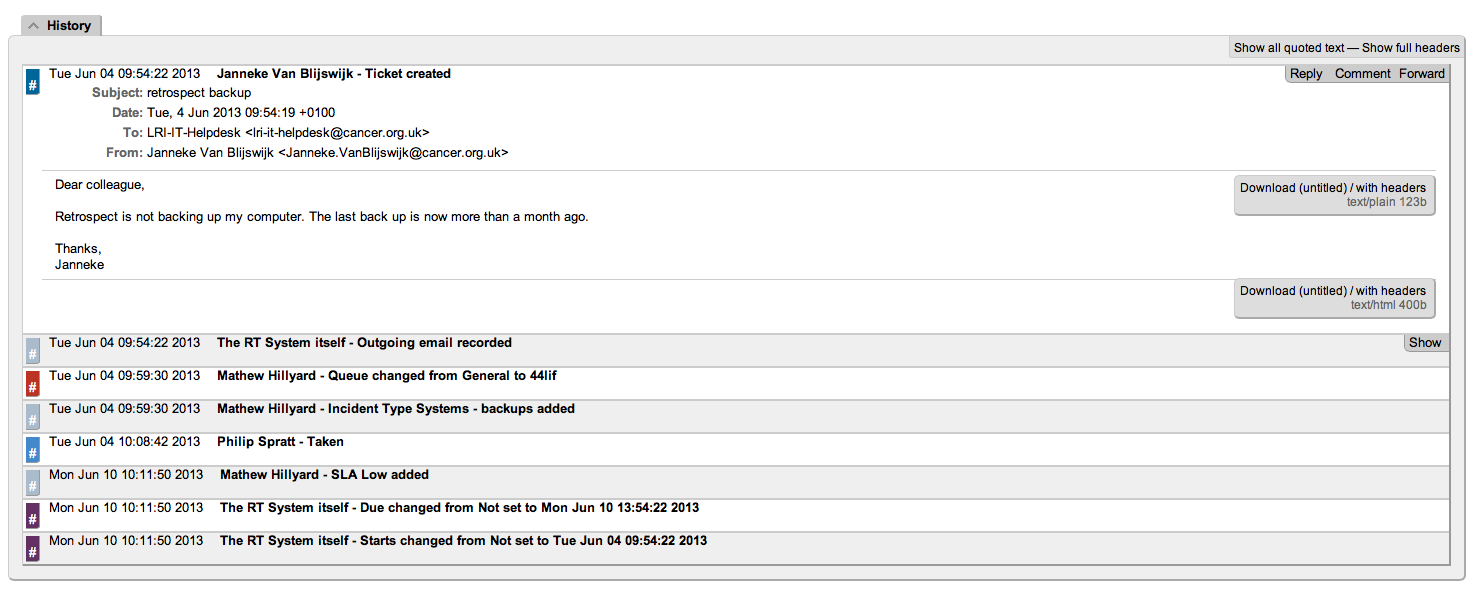 History
Show all quoted text — Show full headers
# Tue Jun 04 09:54:22 2013 Janneke Van Blijswijk - Ticket created Reply Comment Forward
Subject: retrospect backup
Date: Tue, 4 Jun 2013 09:54:19 +0100
To: LRI-IT-Helpdesk <lri-it-helpdesk@cancer.org.uk>
From: Janneke Van Blijswijk <Janneke.VanBlijswijk@cancer.org.uk>
Dear colleague,
Download (untitled) / with headers
text/plain 123b
Retrospect is not backing up my computer. The last back up is now more than a month ago.
Thanks,
Janneke
Download (untitled) / with headers
text/html 400b
# Tue Jun 04 09:54:22 2013 The RT System itself - Outgoing email recorded Show
# Tue Jun 04 09:59:30 2013 Mathew Hillyard - Queue changed from General to 44lif
# Tue Jun 04 09:59:30 2013 Mathew Hillyard - Incident Type Systems - backups added
# Tue Jun 04 10:08:42 2013 Philip Spratt - Taken
# Mon Jun 10 10:11:50 2013 Mathew Hillyard - SLA Low added
# Mon Jun 10 10:11:50 2013 The RT System itself - Due changed from Not set to Mon Jun 10 13:54:22 2013
# Mon Jun 10 10:11:50 2013 The RT System itself - Starts changed from Not set to Tue Jun 04 09:54:22 2013